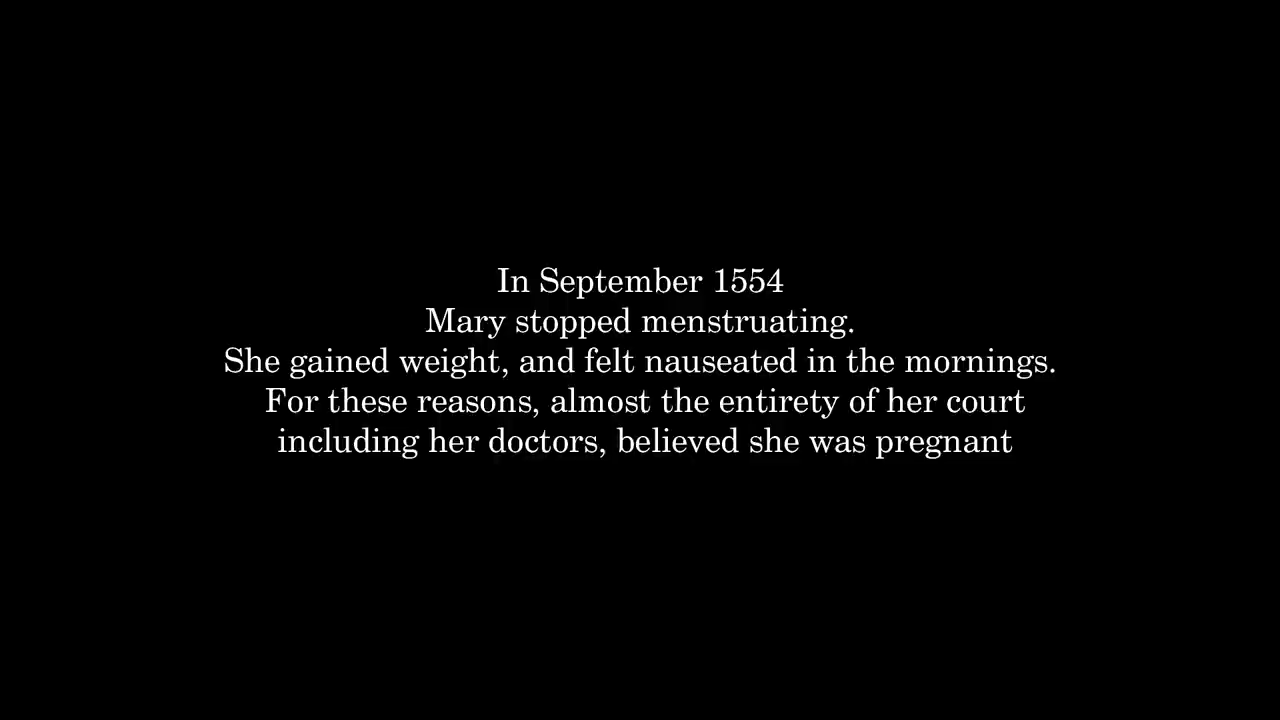 In September 1554
Mary stopped menstruating.
She gained weight, and felt nauseated in the mornings.
For these reasons, almost the entirety of her court
including her doctors, believed she was pregnant